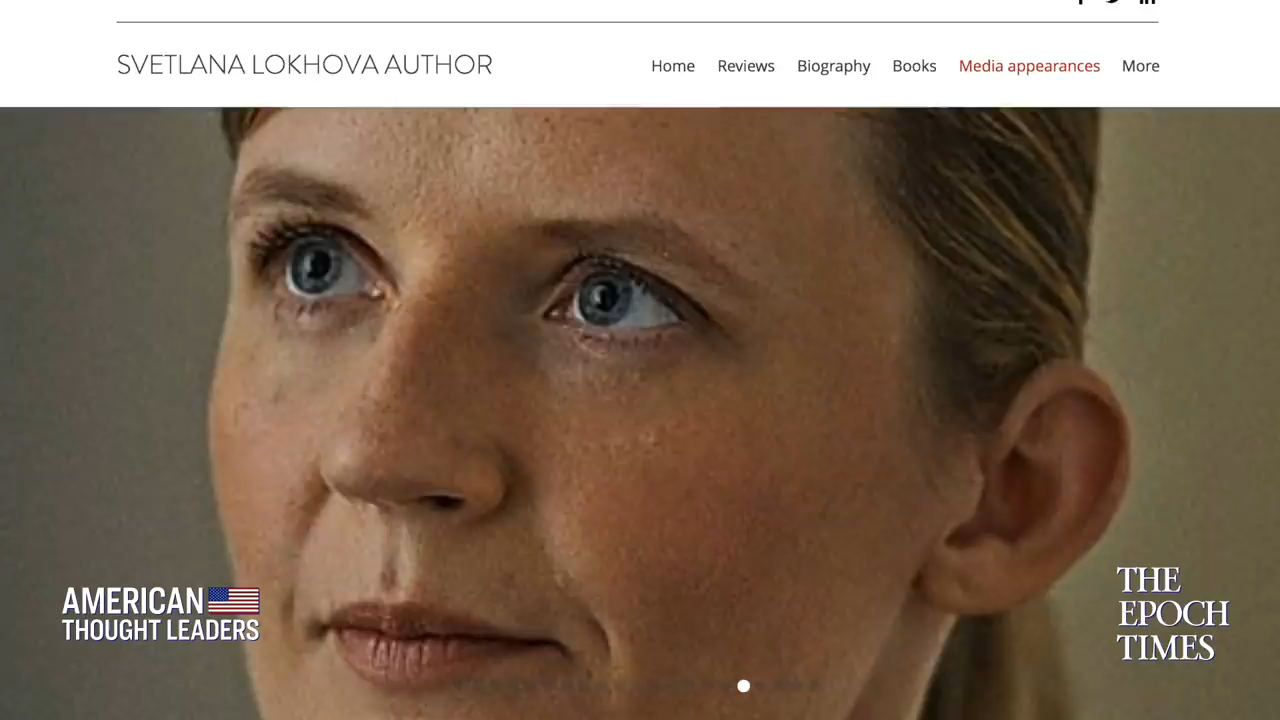 SVETLANA LOKHOVA AUTHOR
Home Reviews Biography Books Media appearances More
AMERICAN
THOUGHT LEADERS
THE
EPOCH
TIMES